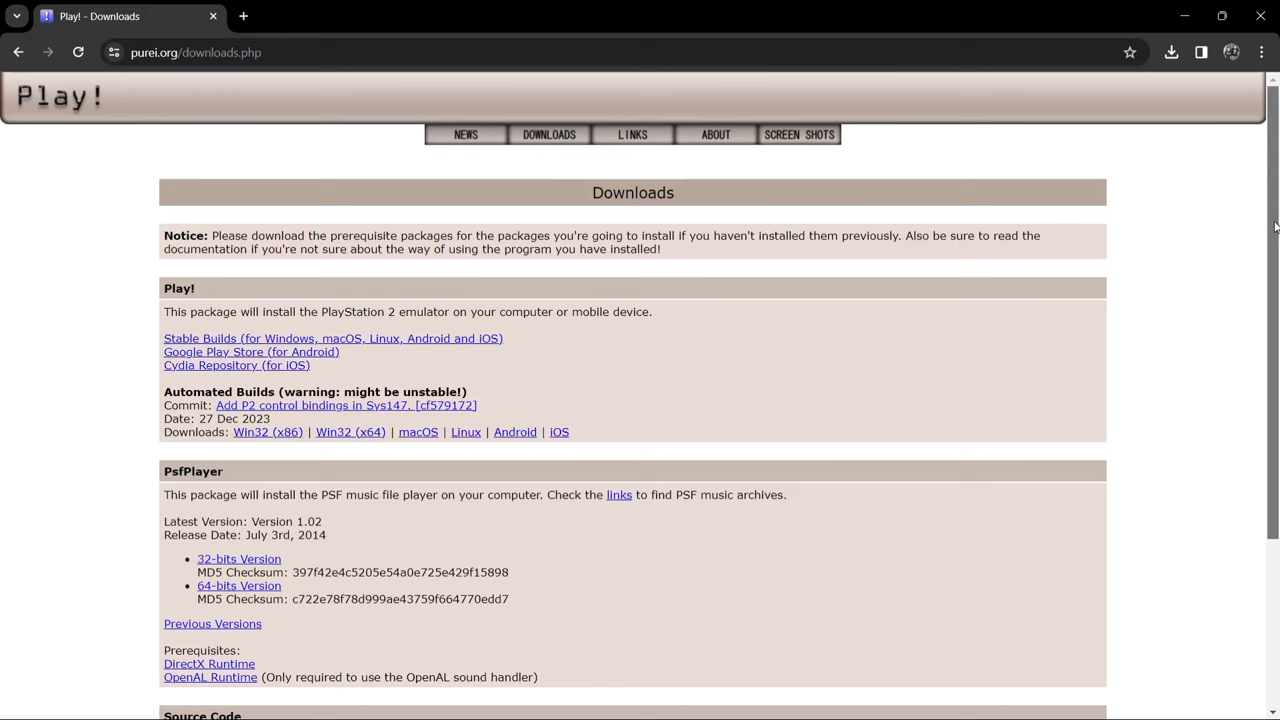 Play! - Downloads
purei.org/downloads.php
Play!
NEWS DOWNLOADS LINKS ABOUT SCREEN SHOTS
Downloads
Notice: Please download the prerequisite packages for the packages you're going to install if you haven't installed them previously. Also be sure to read the
documentation if you're not sure about the way of using the program you have installed!
Play!
This package will install the PlayStation 2 emulator on your computer or mobile device.
Stable Builds (for Windows, macOS, Linux, Android and iOS)
Google Play Store (for Android)
Cydia Repository (for iOS)
Automated Builds (warning: might be unstable!)
Commit: Add P2 control bindings in Sys147. [cf579172]
Date: 27 Dec 2023
Downloads: Win32 (x86) | Win32 (x64) | macOS | Linux | Android | iOS
PsfPlayer
This package will install the PSF music file player on your computer. Check the links to find PSF music archives.
Latest Version: Version 1.02
Release Date: July 3rd, 2014
• 32-bits Version
MD5 Checksum: 397f42e4c5205e54a0e725e429f15898
• 64-bits Version
MD5 Checksum: c722e78f78d999ae43759f664770edd7
Previous Versions
Prerequisites:
DirectX Runtime
OpenAL Runtime (Only required to use the OpenAL sound handler)
Source Code